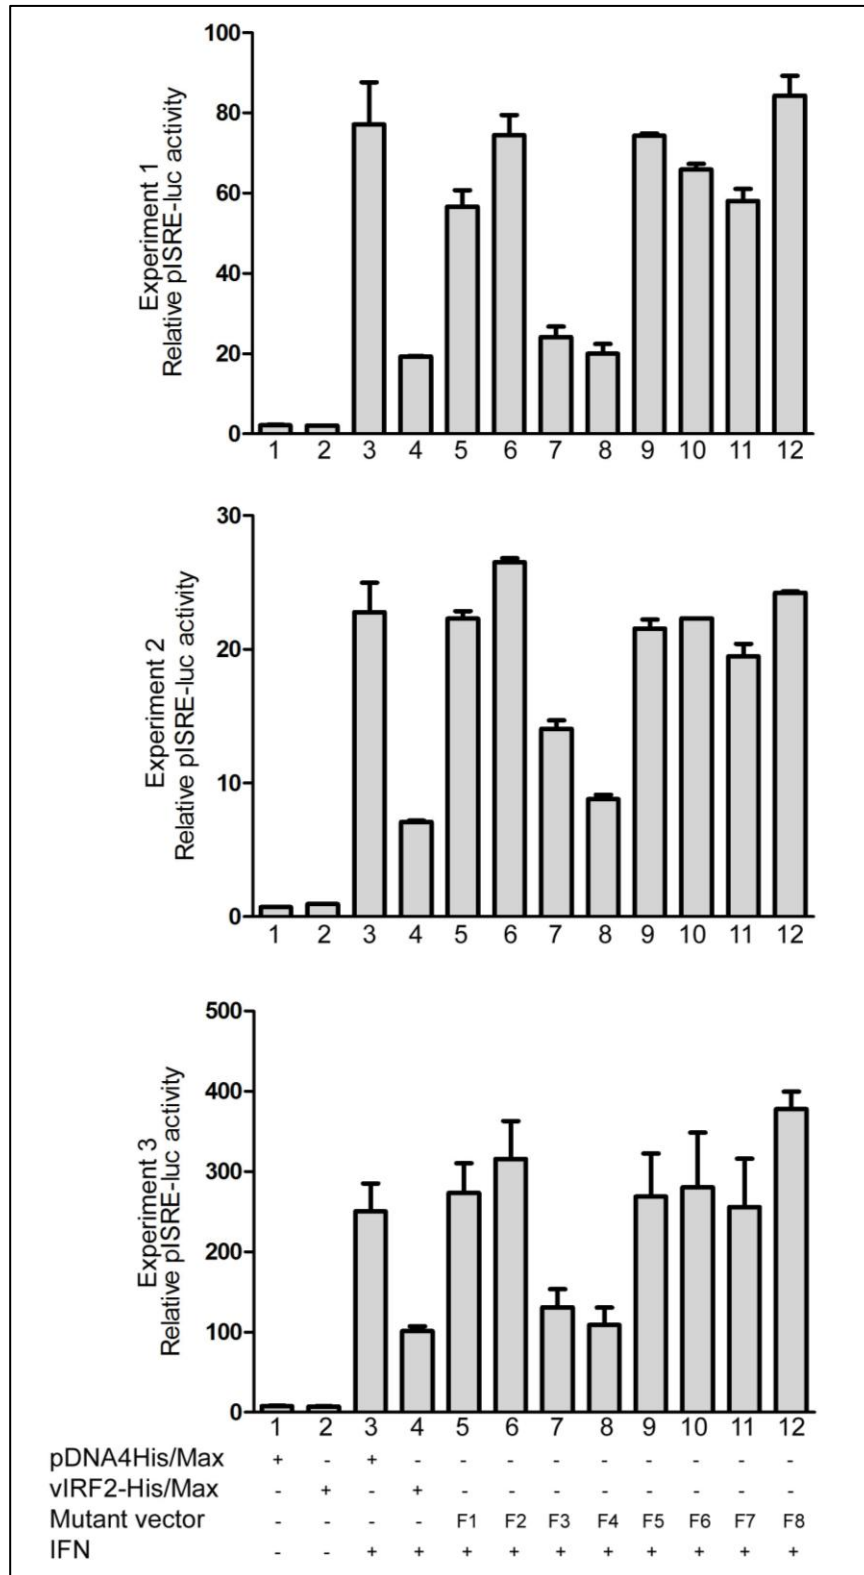 Experiment 1
Relative pISRE-luc activity
100
80
60
40
20
0
1 2 3 4 5 6 7 8 9 10 11 12
Experiment 2
Relative pISRE-luc activity
30
20
10
0
1 2 3 4 5 6 7 8 9 10 11 12
Experiment 3
Relative pISRE-luc activity
500
400
300
200
100
0
1 2 3 4 5 6 7 8 9 10 11 12
pDNA4His/Max + - + - - - - - - - - -
vIRF2-His/Max - + - + - - - - - - - -
Mutant vector - - - - F1 F2 F3 F4 F5 F6 F7 F8
IFN - - + + + + + + + + + +